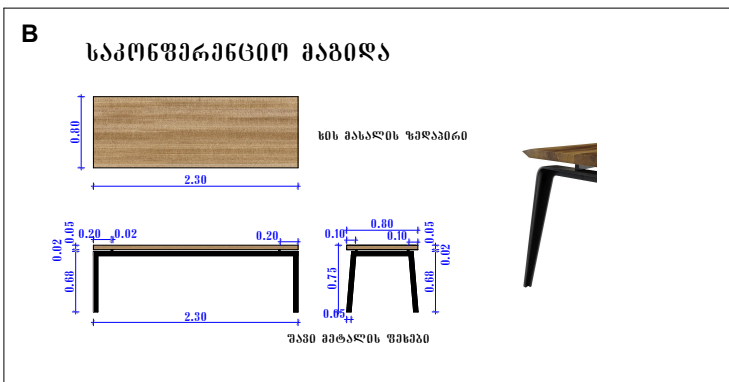 B
საკონფერენციო მაგიდა
0.80
ხის მასალის ზედაპირი
2.30
0.80
0.20 0.02 0.20 0.05 0.02
0.10 0.10 0.05 0.02
0.68 0.75 0.68
2.30 0.05
შავი მეტალის ფეხები